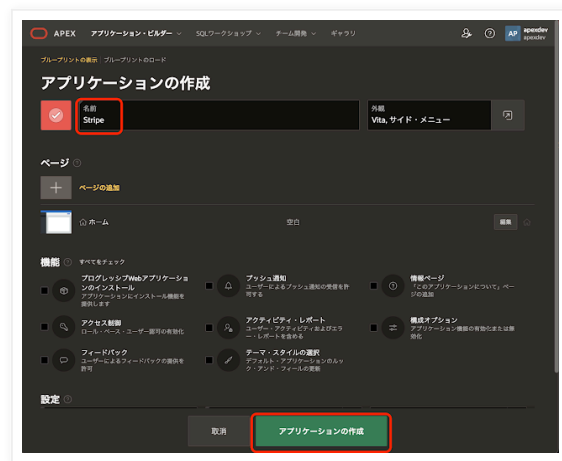 APEX アプリケーション・ビルダー SQLワークショップ チーム開発 ギャラリ AP apexdev
apexdev
ブループリントの表示 ブループリントのロード
アプリケーションの作成
名前
Stripe
外観
Vita, サイド・メニュー
ページ
ページの追加
ホーム 空白 編集
機能 すべてをチェック
プログレッシブWebアプリケーショ
ンのインストール
アプリケーションにインストール機能を
提供します
プッシュ通知
ユーザーによるプッシュ通知の受信を許
可する
情報ページ
「このアプリケーションについて」ペー
ジの追加
アクセス制御
ロール・ベース・ユーザー認可の有効化
アクティビティ・レポート
ユーザー・アクティビティおよびエラ
ー・レポートを含める
構成オプション
アプリケーション機能の有効化または無
効化
フィードバック
ユーザーによるフィードバックの提供を
許可
テーマ・スタイルの選択
デフォルト・アプリケーションのルッ
ク・アンド・フィールの更新
設定
取消 アプリケーションの作成